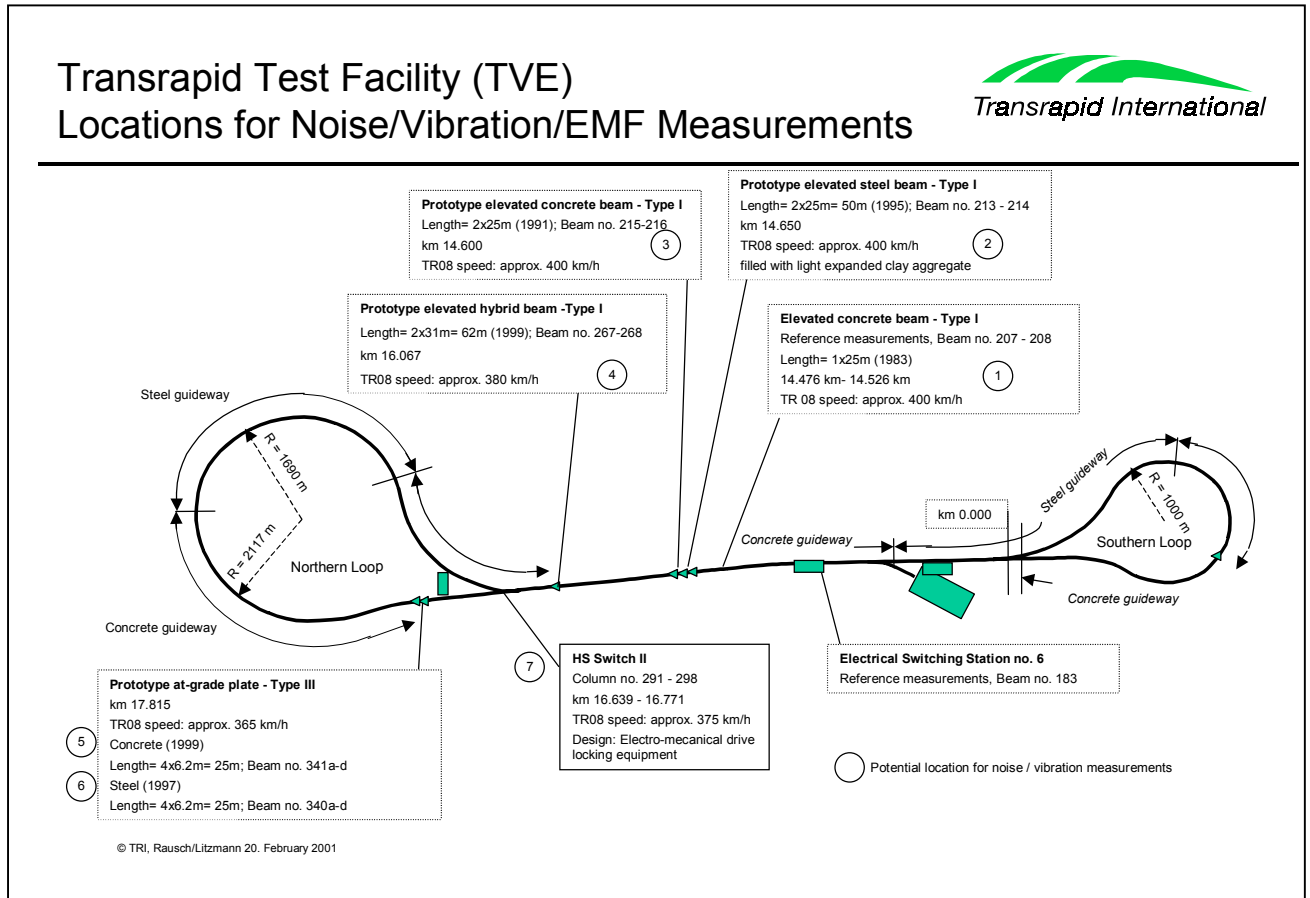 Transrapid Test Facility (TVE)
Locations for Noise/Vibration/EMF Measurements
Transrapid International
Prototype elevated concrete beam - Type I
Length= 2x25m (1991); Beam no. 215-216
km 14.600
TR08 speed: approx. 400 km/h
3
Prototype elevated steel beam - Type I
Length= 2x25m= 50m (1995); Beam no. 213 - 214
km 14.650
TR08 speed: approx. 400 km/h
filled with light expanded clay aggregate
2
Prototype elevated hybrid beam -Type I
Length= 2x31m= 62m (1999); Beam no. 267-268
km 16.067
TR08 speed: approx. 380 km/h
4
Elevated concrete beam - Type I
Reference measurements, Beam no. 207 - 208
Length= 1x25m (1983)
14.476 km- 14.526 km
TR 08 speed: approx. 400 km/h
1
Steel guideway
R = 1690 m
R = 2117 m
Northern Loop
Concrete guideway
Concrete guideway
km 0.000
Steel guideway
R = 1000 m
Southern Loop
Concrete guideway
Prototype at-grade plate - Type III
km 17.815
TR08 speed: approx. 365 km/h
5
Concrete (1999)
Length= 4x6.2m= 25m; Beam no. 341a-d
6
Steel (1997)
Length= 4x6.2m= 25m; Beam no. 340a-d
7
HS Switch II
Column no. 291 - 298
km 16.639 - 16.771
TR08 speed: approx. 375 km/h
Design: Electro-mecanical drive
locking equipment
Electrical Switching Station no. 6
Reference measurements, Beam no. 183
Potential location for noise / vibration measurements
© TRI, Rausch/Litzmann 20. February 2001